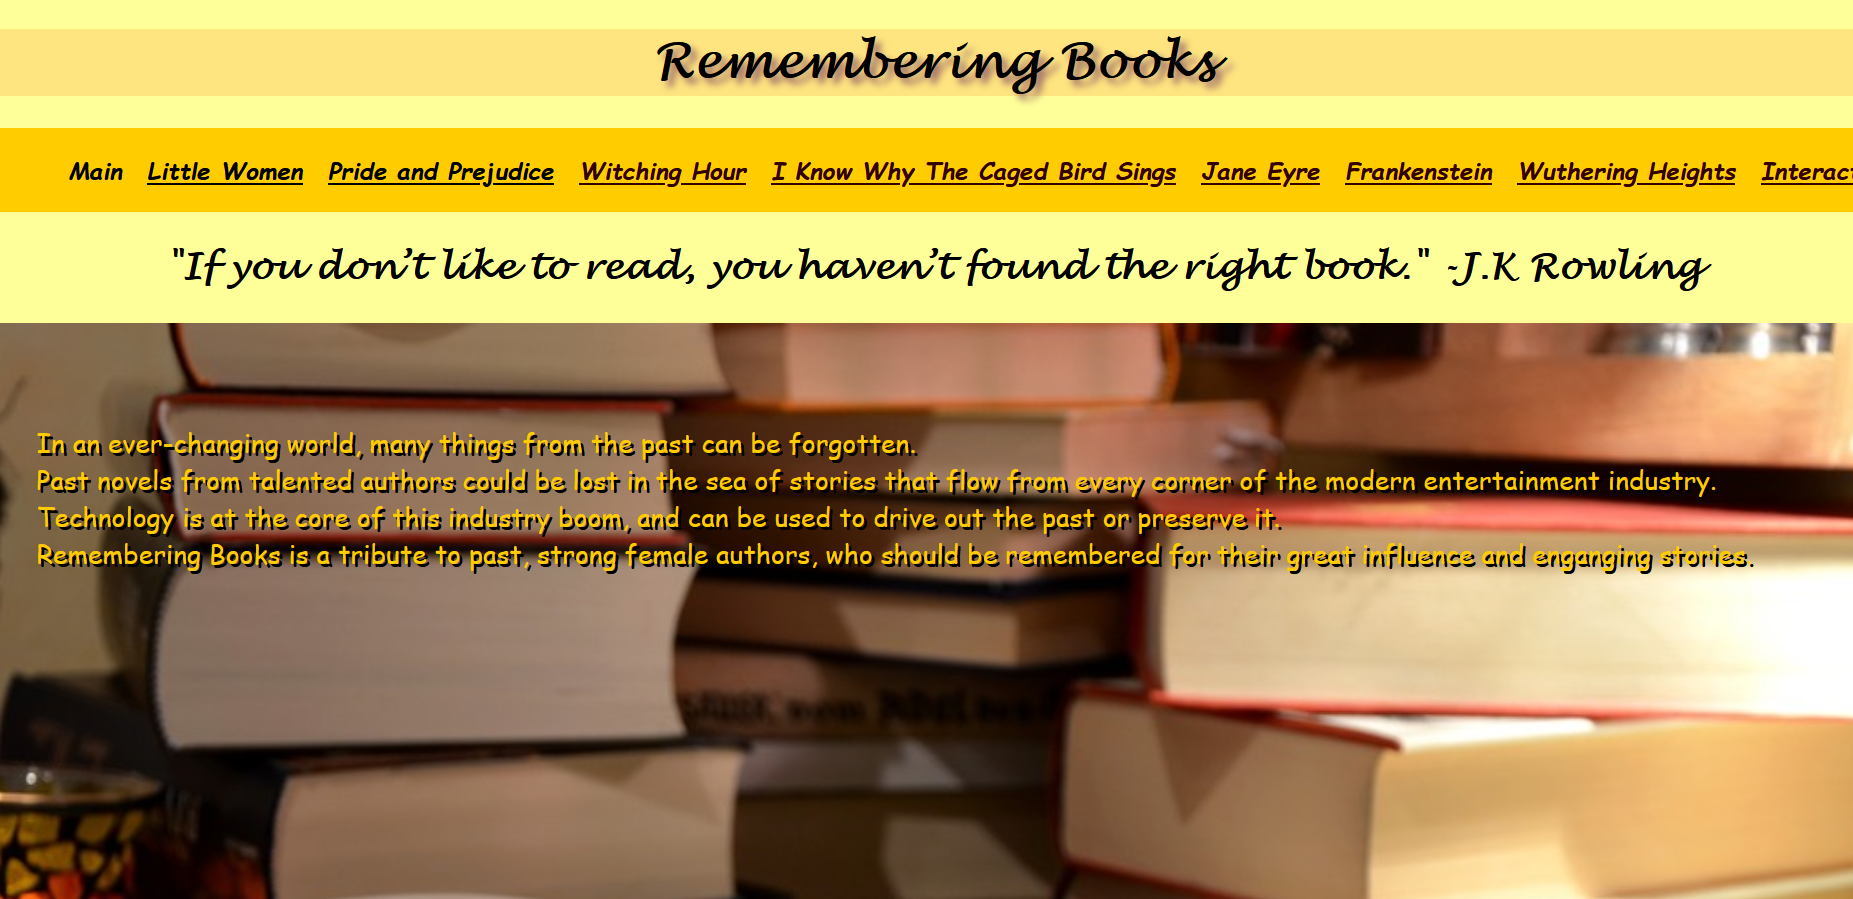 Remembering Books
Main Little Women Pride and Prejudice Witching Hour I Know Why The Caged Bird Sings Jane Eyre Frankenstein Wuthering Heights
"If you don’t like to read, you haven’t found the right book." -J.K Rowling
In an ever-changing world, many things from the past can be forgotten.
Past novels from talented authors could be lost in the sea of stories that flow from every corner of the modern entertainment industry.
Technology is at the core of this industry boom, and can be used to drive out the past or preserve it.
Remembering Books is a tribute to past, strong female authors, who should be remembered for their great influence and enganging stories.